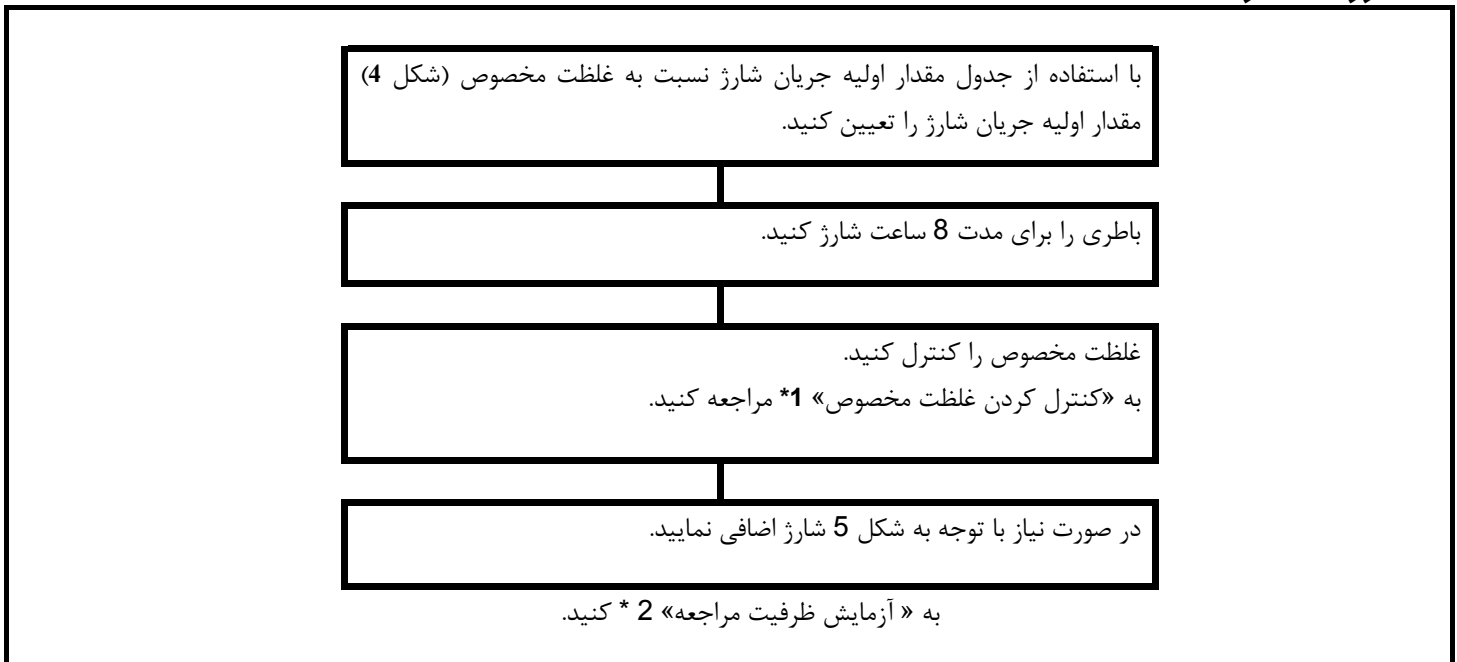 با استفاده از جدول مقدار اولیه جریان شارژ نسبت به غلظت مخصوص (شکل 4)
مقدار اولیه جریان شارژ را تعیین کنید.
باطری را برای مدت 8 ساعت شارژ کنید.
غلظت مخصوص را کنترل کنید.
به «کنترل کردن غلظت مخصوص» 1* مراجعه کنید.
در صورت نیاز با توجه به شکل 5 شارژ اضافی نمایید.
به « آزمایش ظرفیت مراجعه» 2 * کنید.